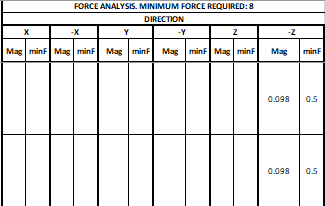 FORCE ANALYSIS. MINIMUM FORCE REQUIRED: 8
DIRECTION
X -X Y -Y Z -Z
Mag minF Mag minF Mag minF Mag minF Mag minF Mag minF
0.098 0.5
0.098 0.5